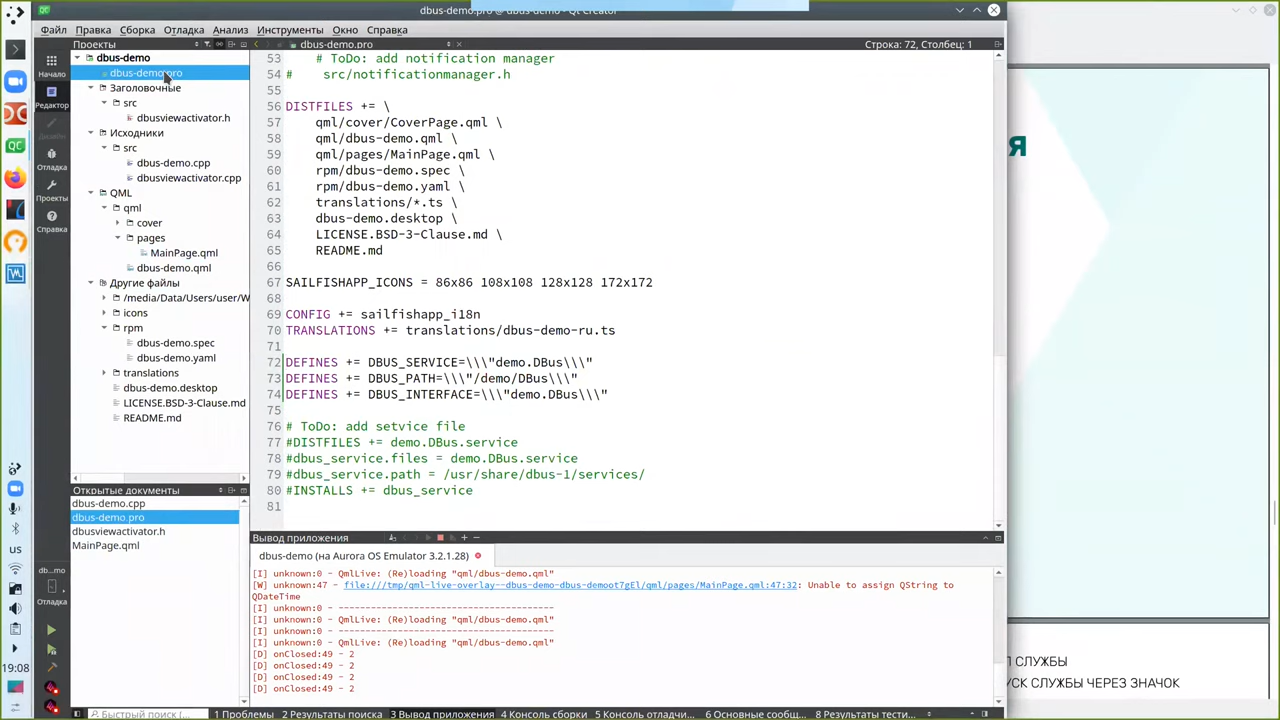 dbus-demo.pro @ dbus-demo - Qt Creator
Файл Правка Сборка Отладка Анализ Инструменты Окно Справка
Проекты
dbus-demo.pro
Строка: 72, Столбец: 1
Начало
Редактор
Дизайн
Отладка
Проекты
Справка
dbus-demo
dbus-demo.pro
Заголовочные
src
dbusviewactivator.h
Исходники
src
dbus-demo.cpp
dbusviewactivator.cpp
QML
qml
cover
pages
MainPage.qml
dbus-demo.qml
Другие файлы
/media/Data/Users/user/W
icons
rpm
dbus-demo.spec
dbus-demo.yaml
translations
dbus-demo.desktop
LICENSE.BSD-3-Clause.md
README.md
53 # ToDo: add notification manager
54 # src/notificationmanager.h
55
56 DISTFILES += \
57 qml/cover/CoverPage.qml \
58 qml/dbus-demo.qml \
59 qml/pages/MainPage.qml \
60 rpm/dbus-demo.spec \
61 rpm/dbus-demo.yaml \
62 translations/*.ts \
63 dbus-demo.desktop \
64 LICENSE.BSD-3-Clause.md \
65 README.md
66
67 SAILFISHAPP_ICONS = 86x86 108x108 128x128 172x172
68
69 CONFIG += sailfishapp_i18n
70 TRANSLATIONS += translations/dbus-demo-ru.ts
71
72 DEFINES += DBUS_SERVICE=\\\"demo.DBus\\\"
73 DEFINES += DBUS_PATH=\\\"/demo/DBus\\\"
74 DEFINES += DBUS_INTERFACE=\\\"demo.DBus\\\"
75
76 # ToDo: add setvice file
77 #DISTFILES += demo.DBus.service
78 #dbus_service.files = demo.DBus.service
79 #dbus_service.path = /usr/share/dbus-1/services/
80 #INSTALLS += dbus_service
81
Открытые документы
dbus-demo.cpp
dbus-demo.pro
dbusviewactivator.h
MainPage.qml
Вывод приложения
dbus-demo (на Aurora OS Emulator 3.2.1.28)
[I] unknown:0 - QmlLive: (Re)loading "qml/dbus-demo.qml"
[W] unknown:47 - file:///tmp/qml-live-overlay--dbus-demo-dbus-demoot7gEl/qml/pages/MainPage.qml:47:32: Unable to assign QString to
QDateTime
[I] unknown:0 - ---------------------------------------
[I] unknown:0 - QmlLive: (Re)loading "qml/dbus-demo.qml"
[I] unknown:0 - ---------------------------------------
[I] unknown:0 - QmlLive: (Re)loading "qml/dbus-demo.qml"
[D] onClosed:49 - 2
[D] onClosed:49 - 2
[D] onClosed:49 - 2
[D] onClosed:49 - 2
us
db...mo
Отладка
19:08
Быстрый поиск (...
1 Проблемы 2 Результаты поиска 3 Вывод приложения 4 Консоль сборки 5 Консоль отладчи... 6 Основные сообщ... 8 Результаты тести...
Я
Л СЛУЖБЫ
УСК СЛУЖБЫ ЧЕРЕЗ ЗНАЧОК